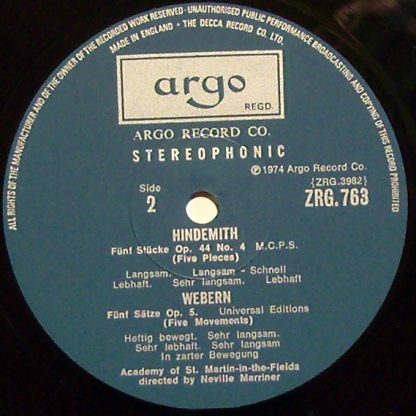 ALL RIGHTS OF THE MANUFACTURER AND OF THE OWNER OF THE RECORDED WORK RESERVED · UNAUTHORISED PUBLIC PERFORMANCE BROADCASTING AND COPYING OF THIS RECORD PROHIBITED
MADE IN ENGLAND · THE DECCA RECORD CO. LTD.
argo
REGD.
ARGO RECORD CO.
STEREOPHONIC
Ⓟ1974 Argo Record Co.
Side
2
{ZRG.3982}
ZRG.763
HINDEMITH
Fünf Stücke Op. 44 No. 4 M.C.P.S.
(Five Pieces)
Langsam. Langsam - Schnell
Lebhaft. Sehr langsam. Lebhaft
WEBERN
Fünf Sätze Op. 5. Universal Editions
(Five Movements)
Heftig bewegt. Sehr langsam.
Sehr lebhaft. Sehr langsam
In zarter Bewegung
Academy of St. Martin-in-the-Fields
directed by Neville Marriner